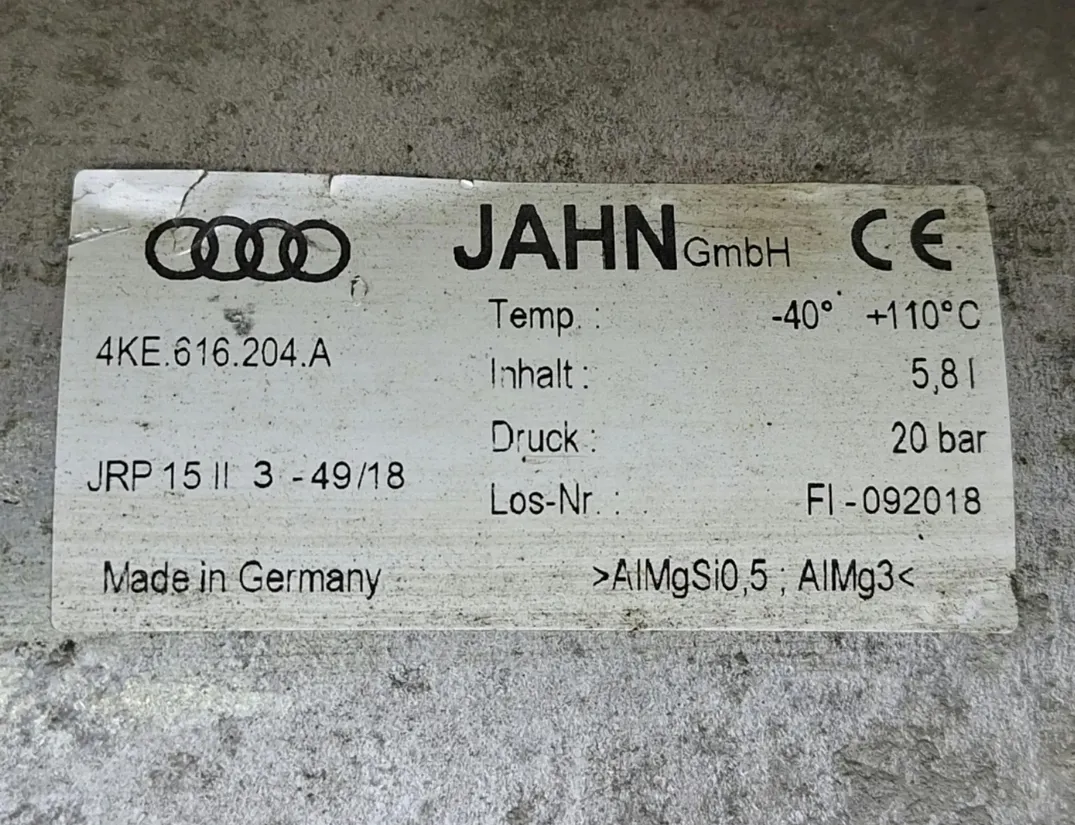 JAHN GmbH CE
Temp. : -40° +110°C
4KE.616.204.A
Inhalt : 5,8 l
Druck : 20 bar
JRP 15 II 3 - 49/18
Los-Nr. : FI - 092018
Made in Germany >AlMgSi0,5 ; AlMg3<